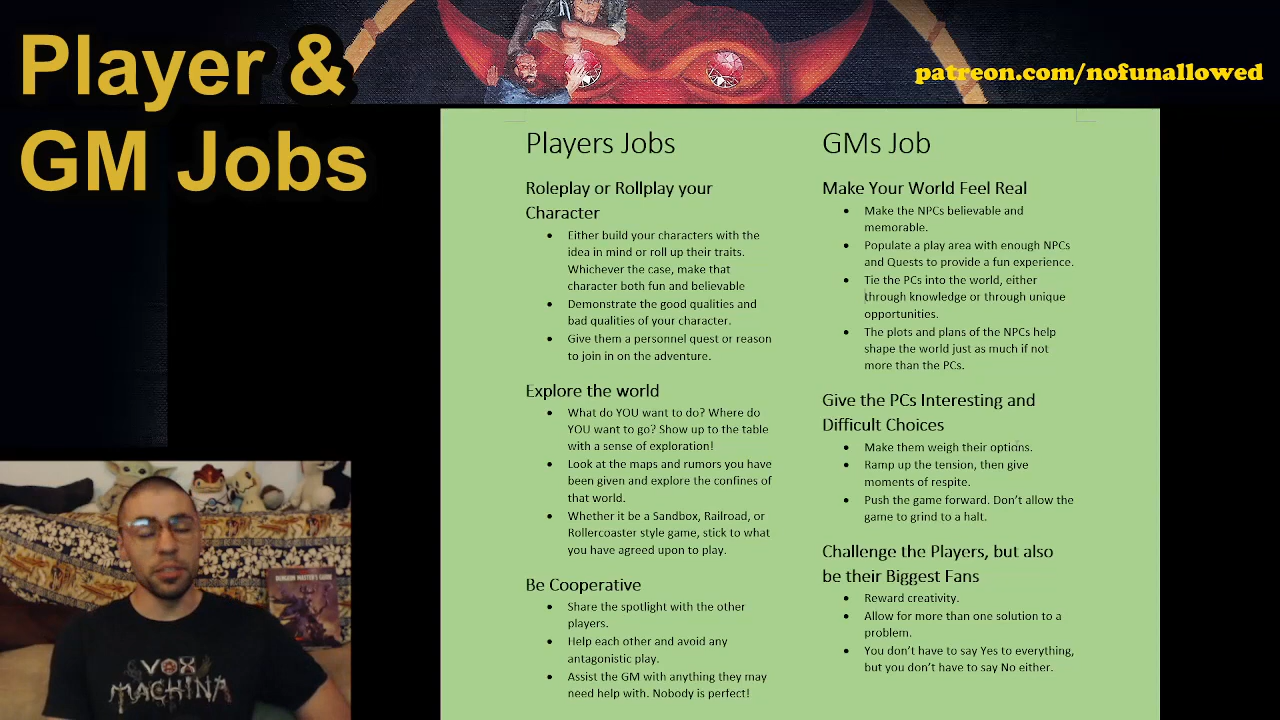 Player &
GM Jobs
patreon.com/nofunallowed
Players Jobs
Roleplay or Rollplay your
Character
• Either build your characters with the
idea in mind or roll up their traits.
Whichever the case, make that
character both fun and believable
• Demonstrate the good qualities and
bad qualities of your character.
• Give them a personnel quest or reason
to join in on the adventure.
Explore the world
• What do YOU want to do? Where do
YOU want to go? Show up to the table
with a sense of exploration!
• Look at the maps and rumors you have
been given and explore the confines of
that world.
• Whether it be a Sandbox, Railroad, or
Rollercoaster style game, stick to what
you have agreed upon to play.
Be Cooperative
• Share the spotlight with the other
players.
• Help each other and avoid any
antagonistic play.
• Assist the GM with anything they may
need help with. Nobody is perfect!
GMs Job
Make Your World Feel Real
• Make the NPCs believable and
memorable.
• Populate a play area with enough NPCs
and Quests to provide a fun experience.
• Tie the PCs into the world, either
through knowledge or through unique
opportunities.
• The plots and plans of the NPCs help
shape the world just as much if not
more than the PCs.
Give the PCs Interesting and
Difficult Choices
• Make them weigh their options.
• Ramp up the tension, then give
moments of respite.
• Push the game forward. Don't allow the
game to grind to a halt.
Challenge the Players, but also
be their Biggest Fans
• Reward creativity.
• Allow for more than one solution to a
problem.
• You don't have to say Yes to everything,
but you don't have to say No either.
DUNGEON MASTER'S GUIDE
VOX
MACHINA